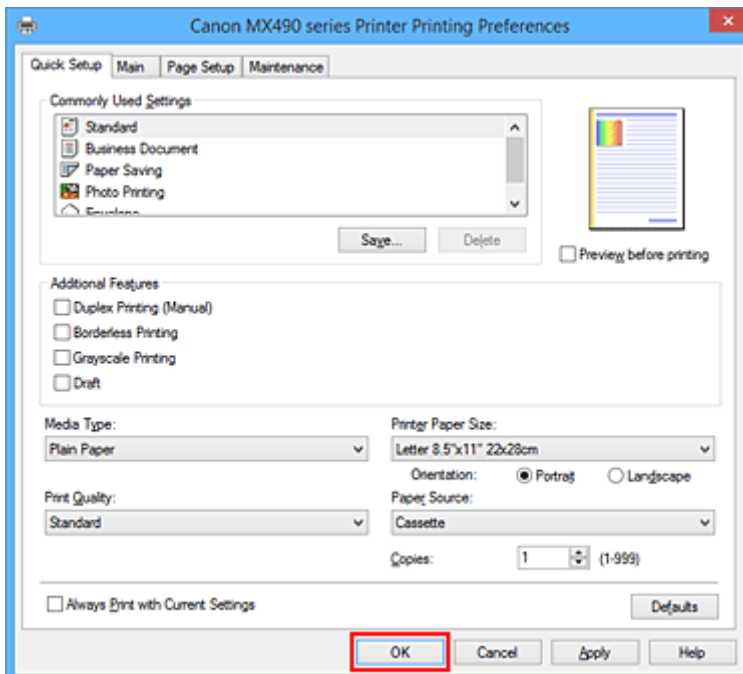 Canon MX490 series Printer Printing Preferences
Quick Setup Main Page Setup Maintenance
Commonly Used Settings
Standard
Business Document
Paper Saving
Photo Printing
Envelope
Save... Delete
Preview before printing
Additional Features
Duplex Printing (Manual)
Borderless Printing
Grayscale Printing
Draft
Media Type: Printer Paper Size:
Plain Paper Letter 8.5"x11" 22x28cm
Orientation: Portrait Landscape
Print Quality: Paper Source:
Standard Cassette
Copies: 1 (1-999)
Always Print with Current Settings Defaults
OK Cancel Apply Help